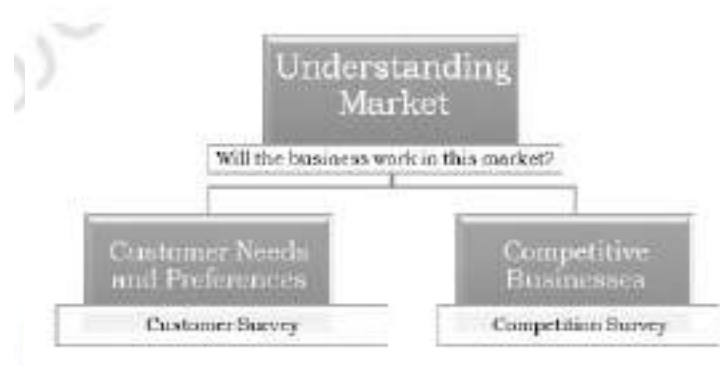 Understanding
Market
Will the business work in this market?
Customer Needs
and Preferences
Customer Survey
Competitive
Businesses
Competition Survey